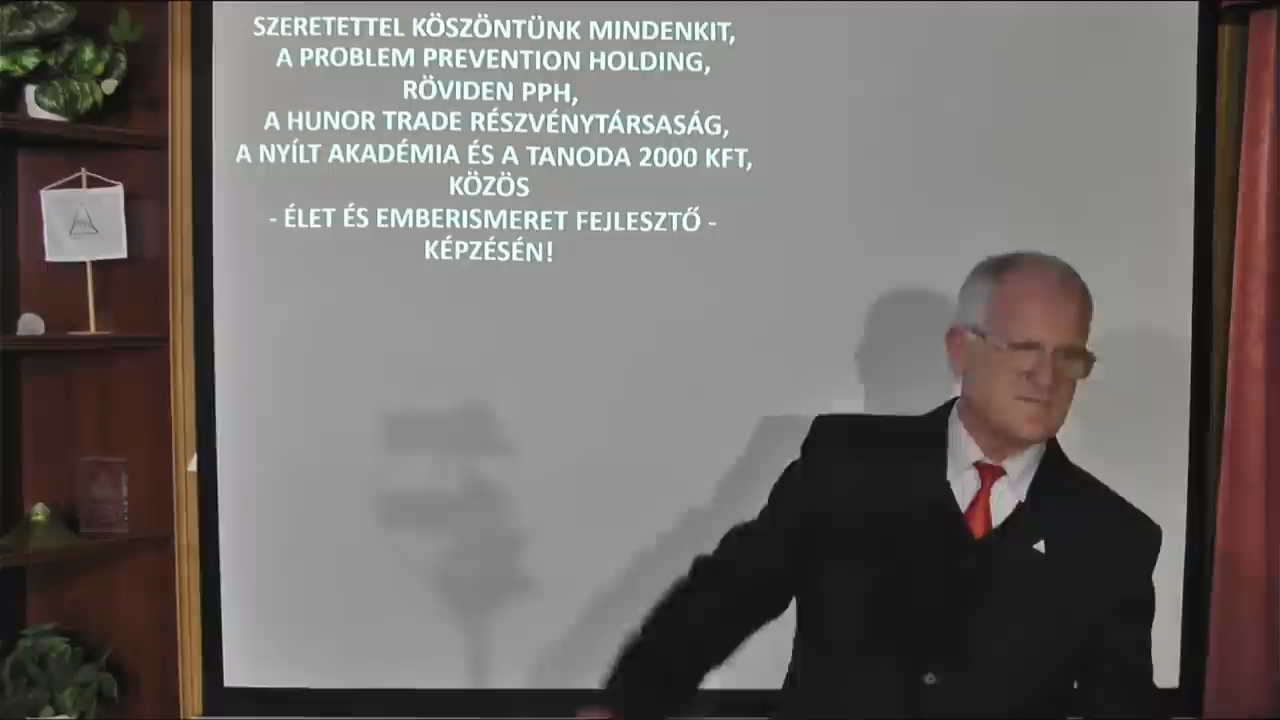 SZERETETTEL KÖSZÖNTÜNK MINDENKIT,
A PROBLEM PREVENTION HOLDING,
RÖVIDEN PPH,
A HUNOR TRADE RÉSZVÉNYTÁRSASÁG,
A NYÍLT AKADÉMIA ÉS A TANODA 2000 KFT,
KÖZÖS
- ÉLET ÉS EMBERISMERET FEJLESZTŐ -
KÉPZÉSÉN!